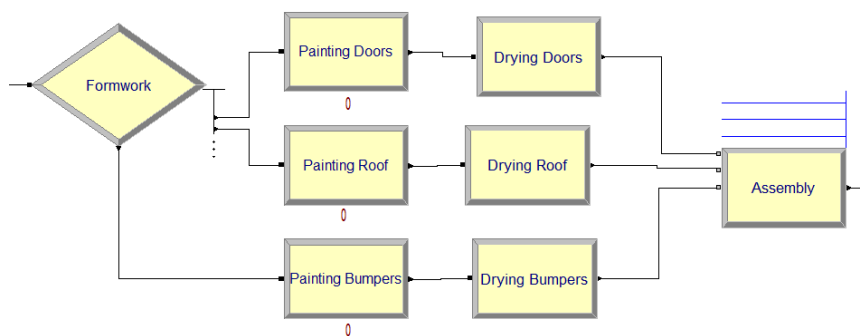 Formwork
Painting Doors
Drying Doors
0
Painting Roof
Drying Roof
Assembly
0
Painting Bumpers
Drying Bumpers
0